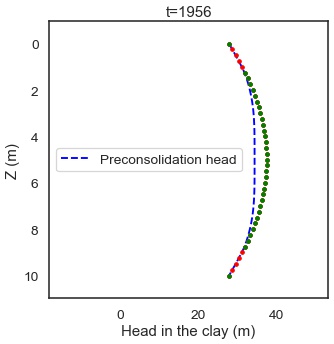 t=1956
0
2
4
6
8
10
Z (m)
Preconsolidation head
0
20
40
Head in the clay (m)